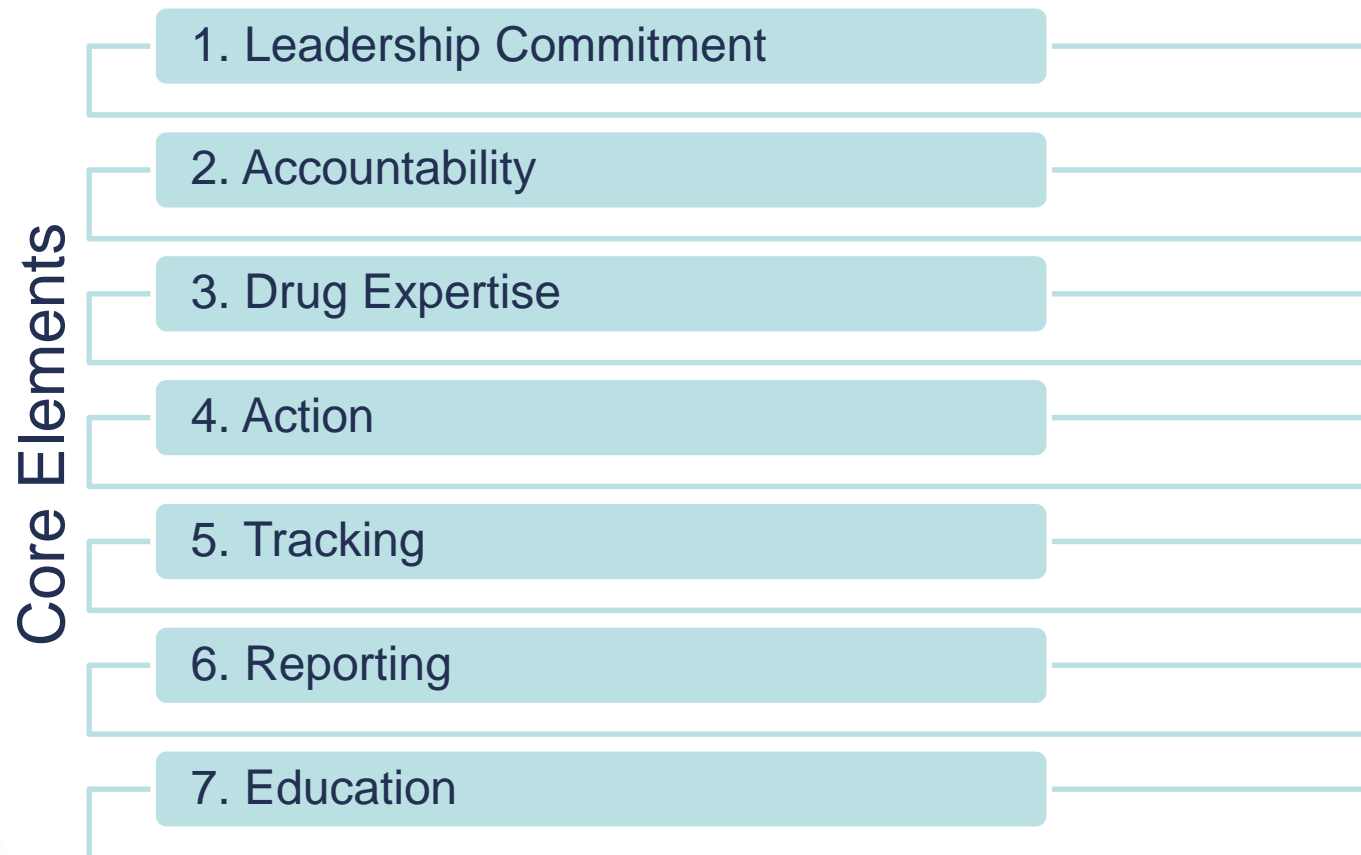 Core Elements
1. Leadership Commitment
2. Accountability
3. Drug Expertise
4. Action
5. Tracking
6. Reporting
7. Education